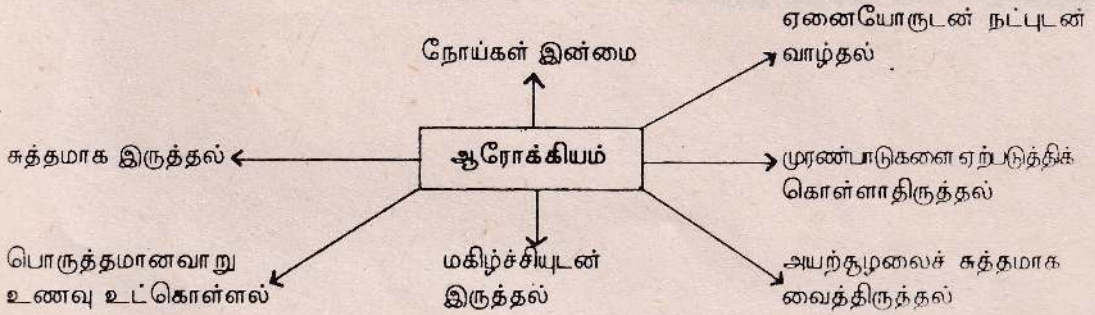 ஏனையோருடன் நட்புடன்
வாழ்தல்
நோய்கள் இன்மை
சுத்தமாக இருத்தல்
ஆரோக்கியம்
முரண்பாடுகளை ஏற்படுத்திக்
கொள்ளாதிருத்தல்
பொருத்தமானவாறு
உணவு உட்கொள்ளல்
மகிழ்ச்சியுடன்
இருத்தல்
அயற்சூழலைச் சுத்தமாக
வைத்திருத்தல்